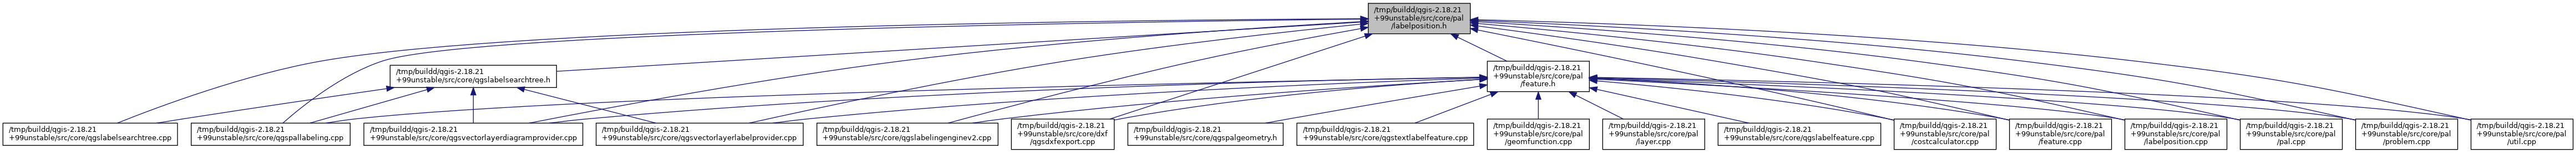 /tmp/buildd/qgis-2.18.21
+99unstable/src/core/pal
/labelposition.h
/tmp/buildd/qgis-2.18.21
+99unstable/src/core/qgslabelsearchtree.h
/tmp/buildd/qgis-2.18.21
+99unstable/src/core/pal
/feature.h
/tmp/buildd/qgis-2.18.21
+99unstable/src/core/qgslabelsearchtree.cpp
/tmp/buildd/qgis-2.18.21
+99unstable/src/core/qgspallabeling.cpp
/tmp/buildd/qgis-2.18.21
+99unstable/src/core/qgsvectorlayerdiagramprovider.cpp
/tmp/buildd/qgis-2.18.21
+99unstable/src/core/qgsvectorlayerlabelprovider.cpp
/tmp/buildd/qgis-2.18.21
+99unstable/src/core/qgslabelingenginev2.cpp
/tmp/buildd/qgis-2.18.21
+99unstable/src/core/dxf
/qgsdxfexport.cpp
/tmp/buildd/qgis-2.18.21
+99unstable/src/core/qgspalgeometry.h
/tmp/buildd/qgis-2.18.21
+99unstable/src/core/qgstextlabelfeature.cpp
/tmp/buildd/qgis-2.18.21
+99unstable/src/core/pal
/geomfunction.cpp
/tmp/buildd/qgis-2.18.21
+99unstable/src/core/pal
/layer.cpp
/tmp/buildd/qgis-2.18.21
+99unstable/src/core/qgslabelfeature.cpp
/tmp/buildd/qgis-2.18.21
+99unstable/src/core/pal
/costcalculator.cpp
/tmp/buildd/qgis-2.18.21
+99unstable/src/core/pal
/feature.cpp
/tmp/buildd/qgis-2.18.21
+99unstable/src/core/pal
/labelposition.cpp
/tmp/buildd/qgis-2.18.21
+99unstable/src/core/pal
/pal.cpp
/tmp/buildd/qgis-2.18.21
+99unstable/src/core/pal
/problem.cpp
/tmp/buildd/qgis-2.18.21
+99unstable/src/core/pal
/util.cpp